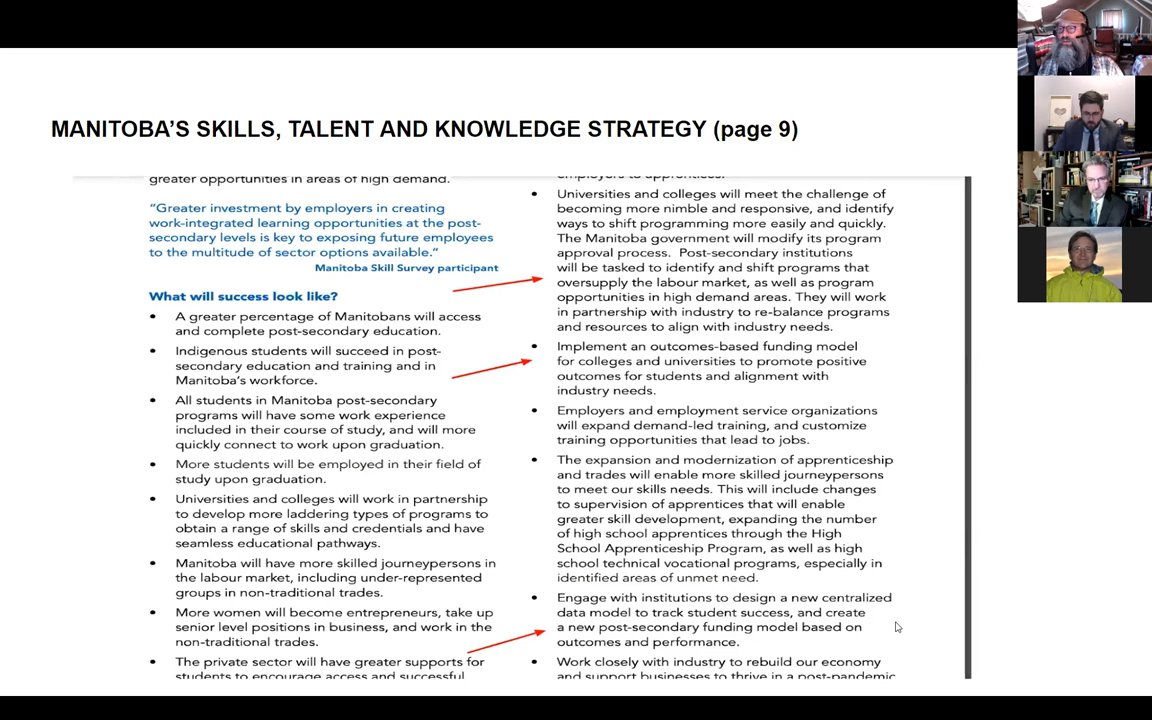 MANITOBA'S SKILLS, TALENT AND KNOWLEDGE STRATEGY (page 9)
greater opportunities in areas of high demand.
"Greater investment by employers in creating
work-integrated learning opportunities at the post-
secondary levels is key to exposing future employees
to the multitude of sector options available."
Manitoba Skill Survey participant
What will success look like?
• A greater percentage of Manitobans will access
and complete post-secondary education.
• Indigenous students will succeed in post-
secondary education and training and in
Manitoba's workforce.
• All students in Manitoba post-secondary
programs will have some work experience
included in their course of study, and will more
quickly connect to work upon graduation.
• More students will be employed in their field of
study upon graduation.
• Universities and colleges will work in partnership
to develop more laddering types of programs to
obtain a range of skills and credentials and have
seamless educational pathways.
• Manitoba will have more skilled journeypersons in
the labour market, including under-represented
groups in non-traditional trades.
• More women will become entrepreneurs, take up
senior level positions in business, and work in the
non-traditional trades.
• The private sector will have greater supports for
students to encourage access and successful
employers to apprentices.
• Universities and colleges will meet the challenge of
becoming more nimble and responsive, and identify
ways to shift programming more easily and quickly.
The Manitoba government will modify its program
approval process. Post-secondary institutions
will be tasked to identify and shift programs that
oversupply the labour market, as well as program
opportunities in high demand areas. They will work
in partnership with industry to re-balance programs
and resources to align with industry needs.
• Implement an outcomes-based funding model
for colleges and universities to promote positive
outcomes for students and alignment with
industry needs.
• Employers and employment service organizations
will expand demand-led training, and customize
training opportunities that lead to jobs.
• The expansion and modernization of apprenticeship
and trades will enable more skilled journeypersons
to meet our skills needs. This will include changes
to supervision of apprentices that will enable
greater skill development, expanding the number
of high school apprentices through the High
School Apprenticeship Program, as well as high
school technical vocational programs, especially in
identified areas of unmet need.
• Engage with institutions to design a new centralized
data model to track student success, and create
a new post-secondary funding model based on
outcomes and performance.
• Work closely with industry to rebuild our economy
and support businesses to thrive in a post-pandemic